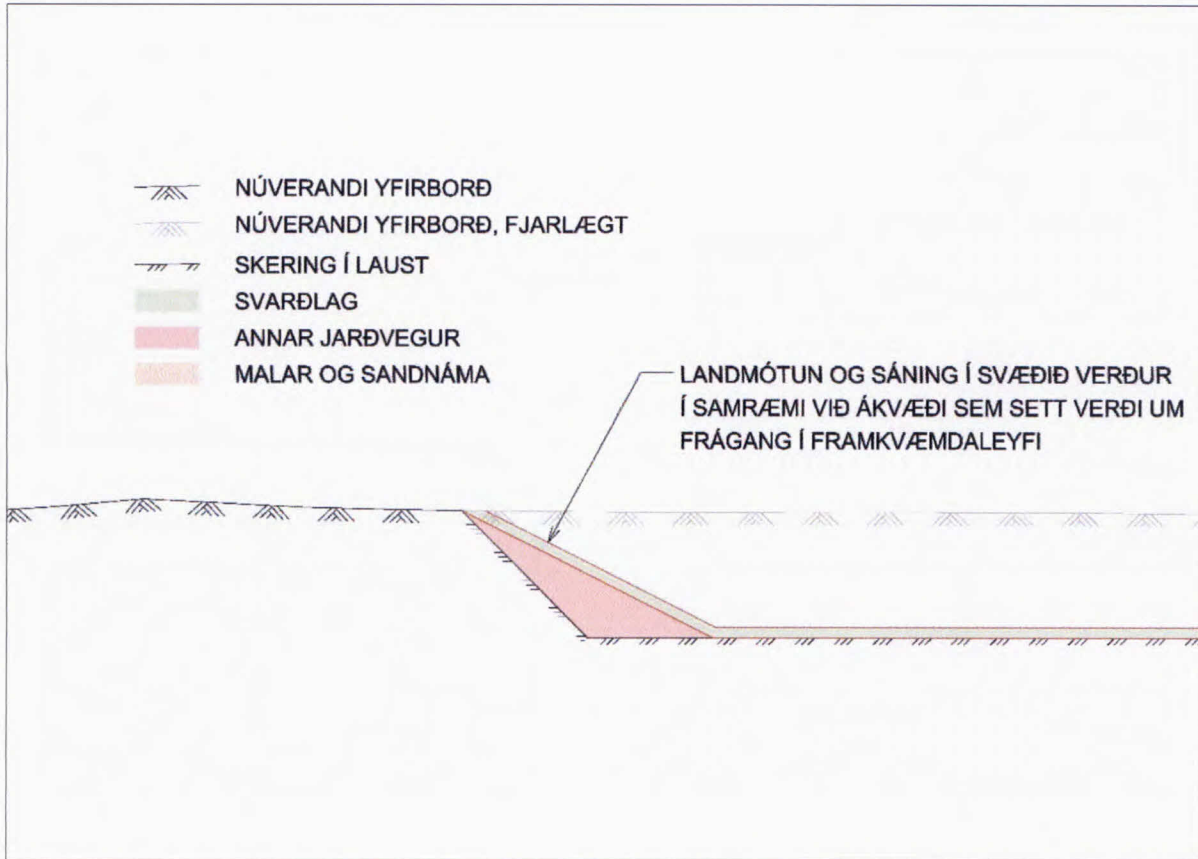 NÚVERANDI YFIRBORÐ
NÚVERANDI YFIRBORÐ, FJARLÆGT
SKERING Í LAUST
SVARÐLAG
ANNAR JARÐVEGUR
MALAR OG SANDNÁMA
LANDMÓTUN OG SÁNING Í SVÆÐIÐ VERÐUR
Í SAMRÆMI VIÐ ÁKVÆÐI SEM SETT VERÐI UM
FRÁGANG Í FRAMKVÆMDALEYFI